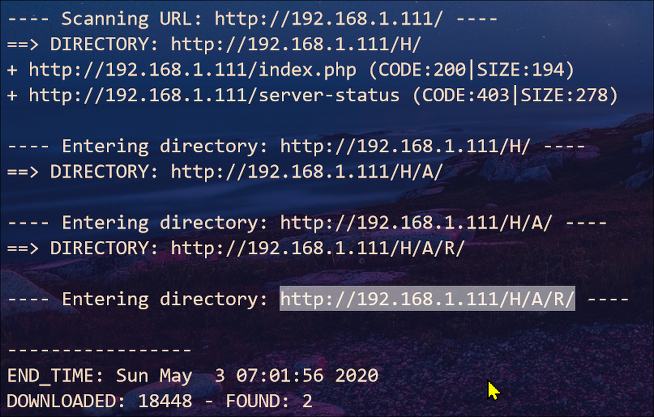 ---- Scanning URL: http://192.168.1.111/ ----
==> DIRECTORY: http://192.168.1.111/H/
+ http://192.168.1.111/index.php (CODE:200|SIZE:194)
+ http://192.168.1.111/server-status (CODE:403|SIZE:278)
---- Entering directory: http://192.168.1.111/H/ ----
==> DIRECTORY: http://192.168.1.111/H/A/
---- Entering directory: http://192.168.1.111/H/A/ ----
==> DIRECTORY: http://192.168.1.111/H/A/R/
---- Entering directory: http://192.168.1.111/H/A/R/ ----
-----------------
END_TIME: Sun May  3 07:01:56 2020
DOWNLOADED: 18448 - FOUND: 2